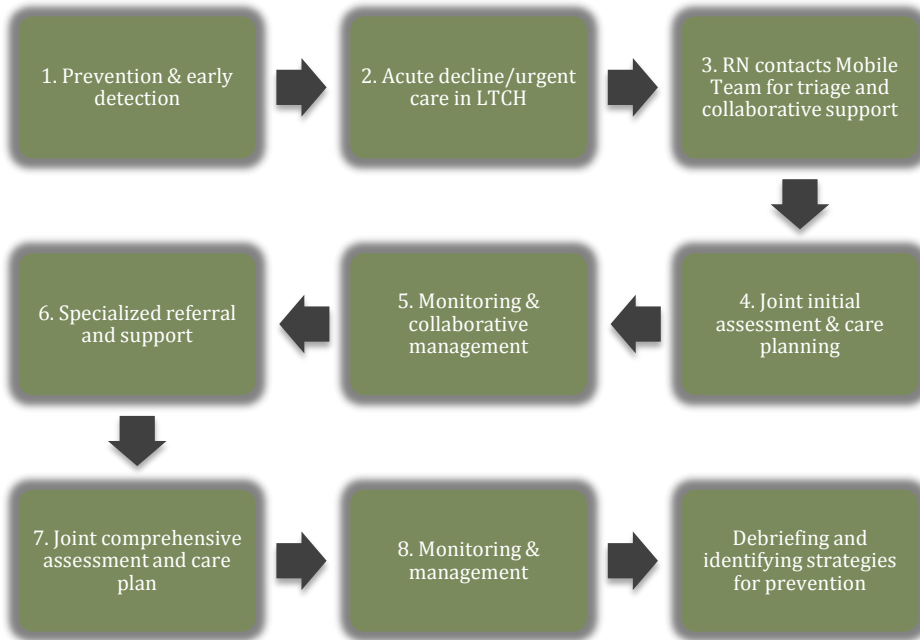 1. Prevention & early
detection
2. Acute decline/urgent
care in LTCH
3. RN contacts Mobile
Team for triage and
collaborative support
4. Joint initial
assessment & care
planning
5. Monitoring &
collaborative
management
6. Specialized referral
and support
7. Joint comprehensive
assessment and care
plan
8. Monitoring &
management
Debriefing and
identifying strategies
for prevention